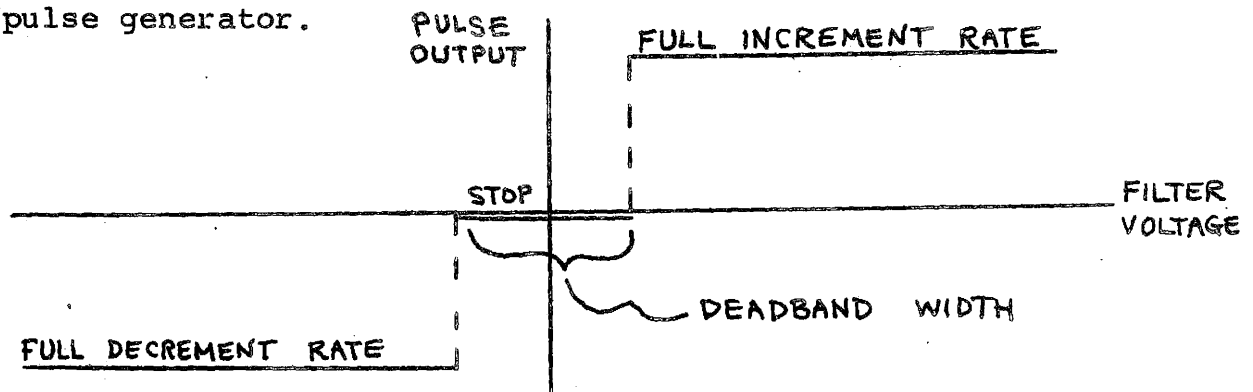 pulse generator.
PULSE
OUTPUT
FULL INCREMENT RATE
STOP
FILTER
VOLTAGE
DEADBAND WIDTH
FULL DECREMENT RATE